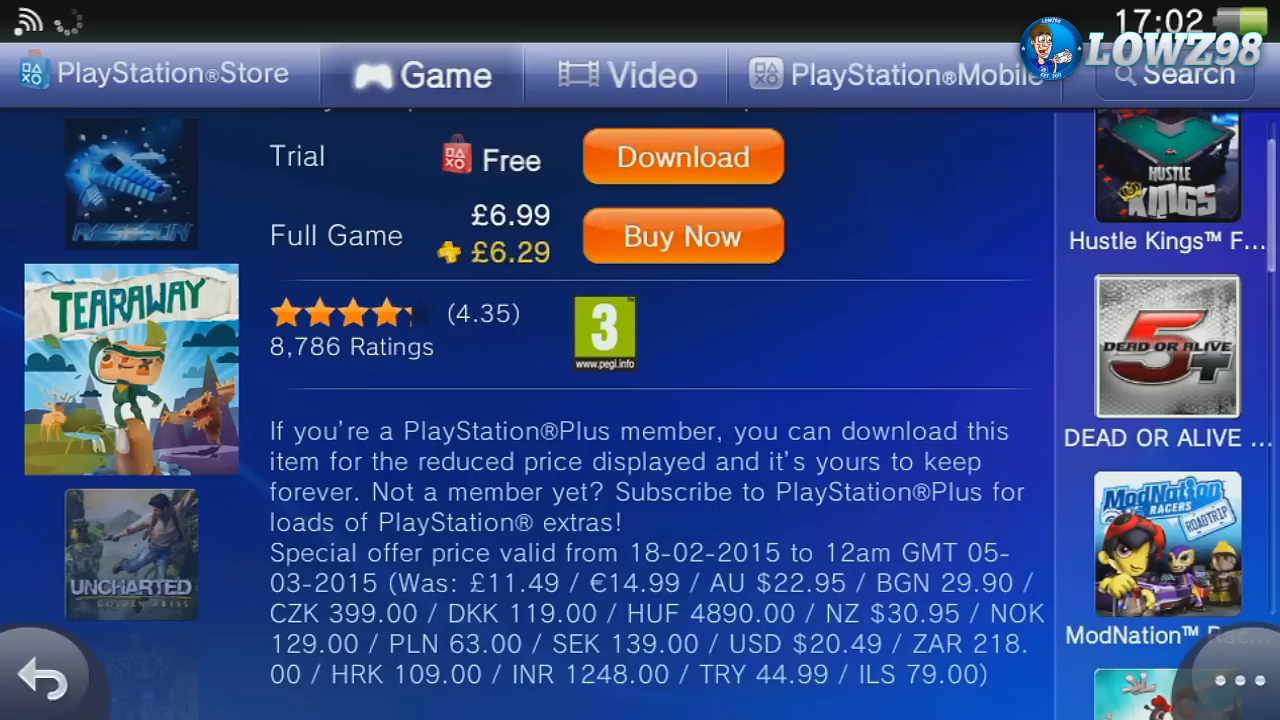 17:02
LOWZ98
LOWZ98
EST. 2011
PlayStation®Store
Game
Video
PlayStation®Mobile
Search
Trial
Free
Download
Full Game
£6.99
£6.29
Buy Now
TEARAWAY
(4.35)
8,786 Ratings
3
www.pegi.info
UNCHARTED
GOLDEN ABYSS
If you're a PlayStation®Plus member, you can download this
item for the reduced price displayed and it's yours to keep
forever. Not a member yet? Subscribe to PlayStation®Plus for
loads of PlayStation® extras!
Special offer price valid from 18-02-2015 to 12am GMT 05-
03-2015 (Was: £11.49 / €14.99 / AU $22.95 / BGN 29.90 /
CZK 399.00 / DKK 119.00 / HUF 4890.00 / NZ $30.95 / NOK
129.00 / PLN 63.00 / SEK 139.00 / USD $20.49 / ZAR 218.
00 / HRK 109.00 / INR 1248.00 / TRY 44.99 / ILS 79.00)
HUSTLE
KINGS
Hustle Kings™ F...
DEAD OR ALIVE
5+
DEAD OR ALIVE ...
ModNation
RACERS
ROADTRIP
ModNation™ Rac...